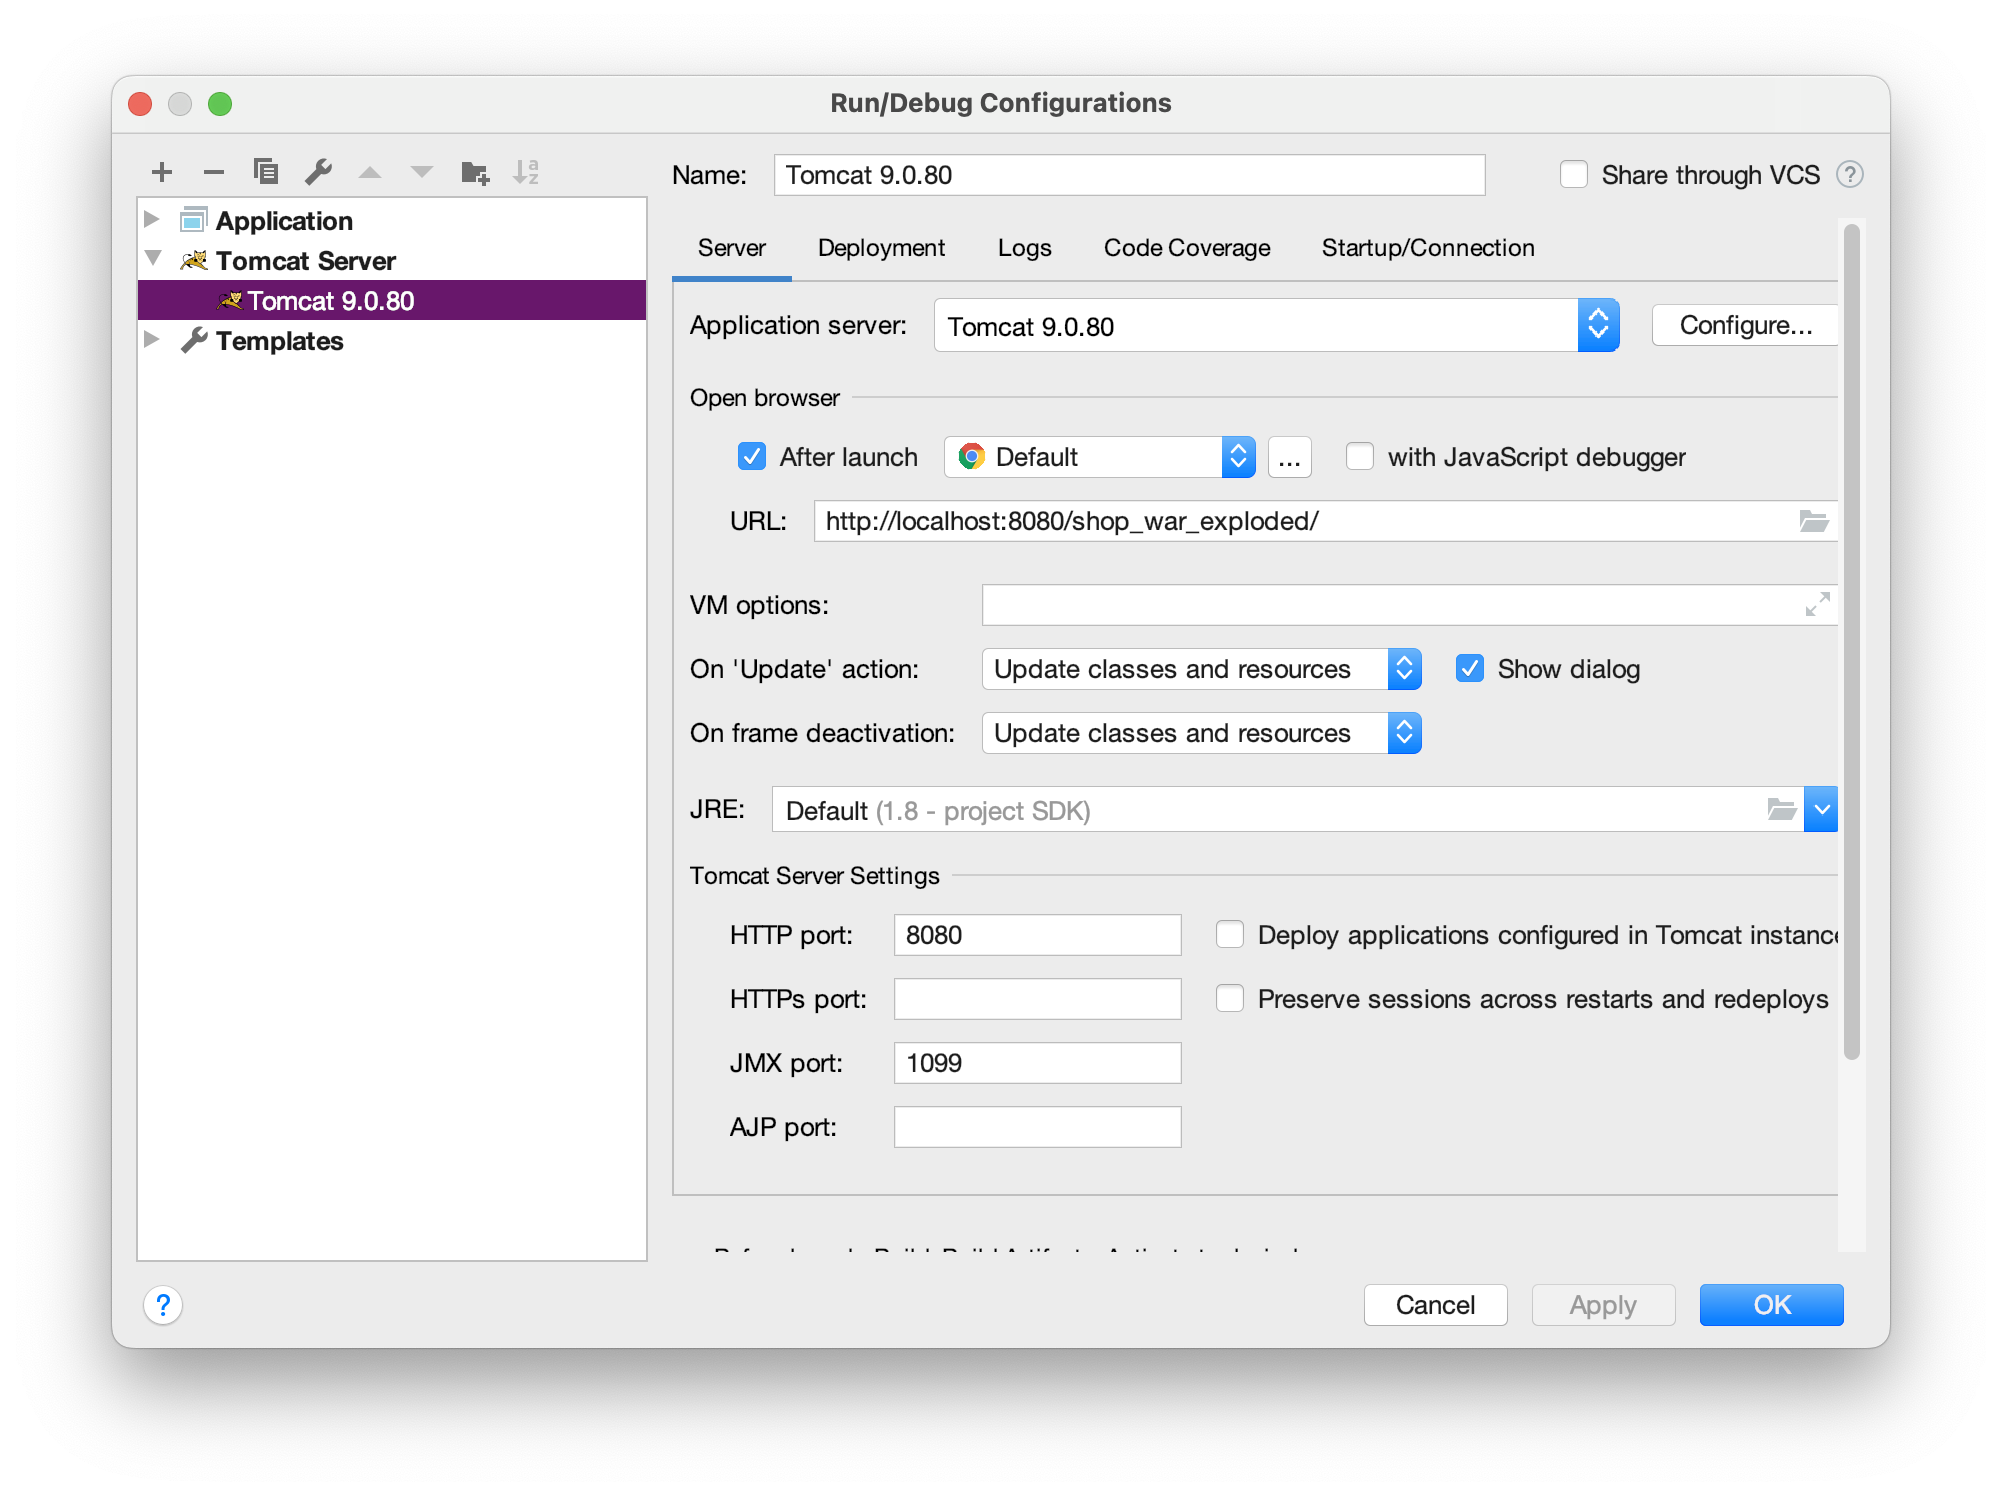 Run/Debug Configurations
Name: Tomcat 9.0.80 Share through VCS ?
Application
Tomcat Server
Tomcat 9.0.80
Templates
Server Deployment Logs Code Coverage Startup/Connection
Application server: Tomcat 9.0.80 Configure...
Open browser
After launch Default ... with JavaScript debugger
URL: http://localhost:8080/shop_war_exploded/
VM options:
On 'Update' action: Update classes and resources Show dialog
On frame deactivation: Update classes and resources
JRE: Default (1.8 - project SDK)
Tomcat Server Settings
HTTP port: 8080 Deploy applications configured in Tomcat instance
HTTPs port: Preserve sessions across restarts and redeploys
JMX port: 1099
AJP port:
? Cancel Apply OK